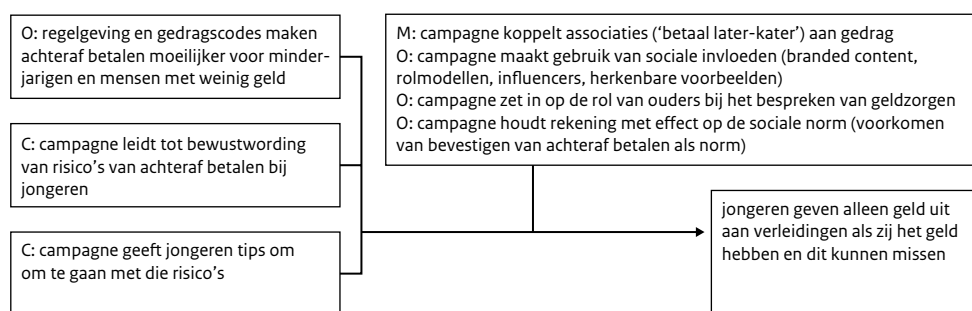 O: regelgeving en gedragscodes maken
achteraf betalen moeilijker voor minder-
jarigen en mensen met weinig geld
C: campagne leidt tot bewustwording
van risico’s van achteraf betalen bij
jongeren
C: campagne geeft jongeren tips om
om te gaan met die risico’s
M: campagne koppelt associaties (‘betaal later-kater’) aan gedrag
O: campagne maakt gebruik van sociale invloeden (branded content,
rolmodellen, influencers, herkenbare voorbeelden)
O: campagne zet in op de rol van ouders bij het bespreken van geldzorgen
O: campagne houdt rekening met effect op de sociale norm (voorkomen
van bevestigen van achteraf betalen als norm)
jongeren geven alleen geld uit
aan verleidingen als zij het geld
hebben en dit kunnen missen